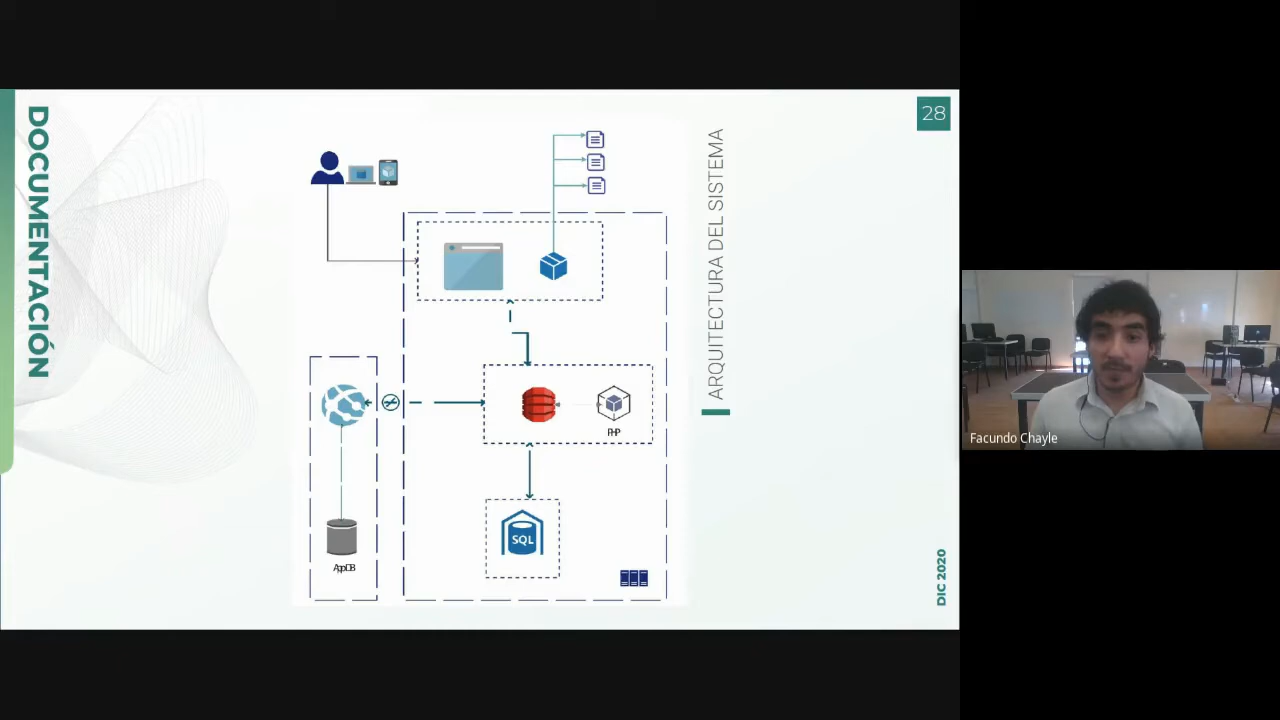 DOCUMENTACIÓN
28
ARQUITECTURA DEL SISTEMA
PHP
SQL
AppDB
DIC 2020
Facundo Chayle